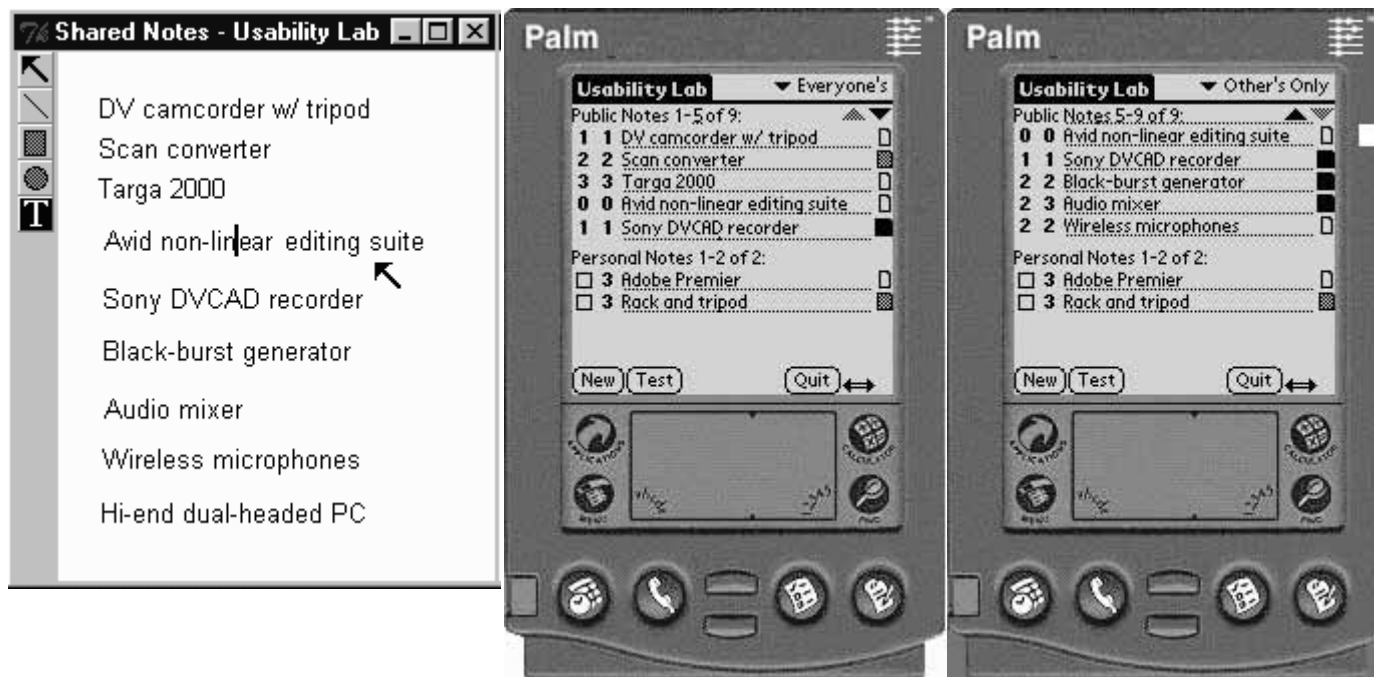 Shared Notes - Usability Lab
T
DV camcorder w/ tripod
Scan converter
Targa 2000
Avid non-linear editing suite
Sony DVCAD recorder
Black-burst generator
Audio mixer
Wireless microphones
Hi-end dual-headed PC
Palm
Usability Lab Everyone's
Public Notes 1-5 of 9:
1 1 DV camcorder w/ tripod
2 2 Scan converter
3 3 Targa 2000
0 0 Avid non-linear editing suite
1 1 Sony DVCAD recorder
Personal Notes 1-2 of 2:
3 Adobe Premier
3 Rack and tripod
New Test Quit
APPLICATIONS CALCULATOR
MENU FIND
Palm
Usability Lab Other's Only
Public Notes 5-9 of 9:
0 0 Avid non-linear editing suite
1 1 Sony DVCAD recorder
2 2 Black-burst generator
2 3 Audio mixer
2 2 Wireless microphones
Personal Notes 1-2 of 2:
3 Adobe Premier
3 Rack and tripod
New Test Quit